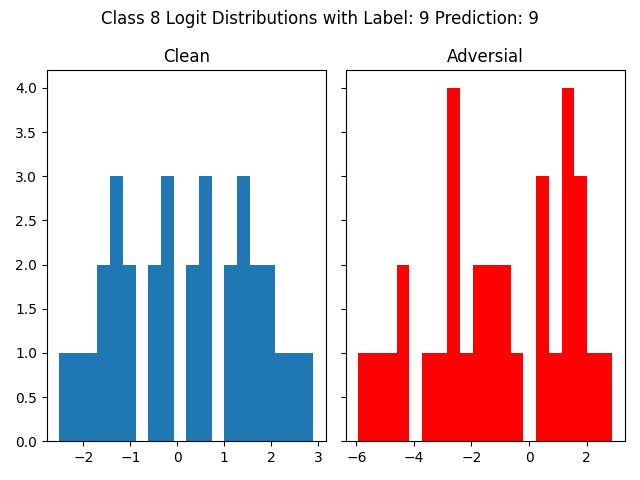 Class 8 Logit Distributions with Label: 9 Prediction: 9
Clean
Adversial
4.0
3.5
3.0
2.5
2.0
1.5
1.0
0.5
0.0
−2 −1 0 1 2 3
−6 −4 −2 0 2